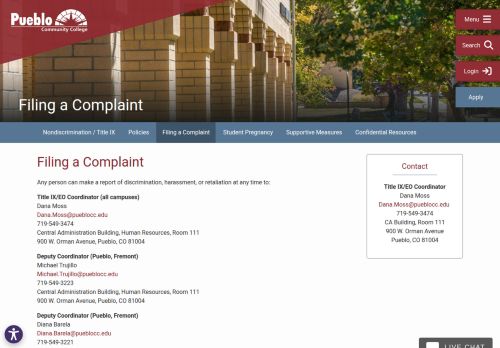 Pueblo
Community College
Menu
Search
Login
Apply
Filing a Complaint
Nondiscrimination / Title IX
Policies
Filing a Complaint
Student Pregnancy
Supportive Measures
Confidential Resources
Filing a Complaint
Any person can make a report of discrimination, harassment, or retaliation at any time to:
Title IX/EO Coordinator (all campuses)
Dana Moss
Dana.Moss@pueblocc.edu
719-549-3474
Central Administration Building, Human Resources, Room 111
900 W. Orman Avenue, Pueblo, CO 81004
Deputy Coordinator (Pueblo, Fremont)
Michael Trujillo
Michael.Trujillo@pueblocc.edu
719-549-3223
Central Administration Building, Human Resources, Room 111
900 W. Orman Avenue, Pueblo, CO 81004
Deputy Coordinator (Pueblo, Fremont)
Diana Barela
Diana.Barela@pueblocc.edu
719-549-3221
Contact
Title IX/EO Coordinator
Dana Moss
Dana.Moss@pueblocc.edu
719-549-3474
CA Building, Room 111
900 W. Orman Avenue
Pueblo, CO 81004
LIVE CHAT